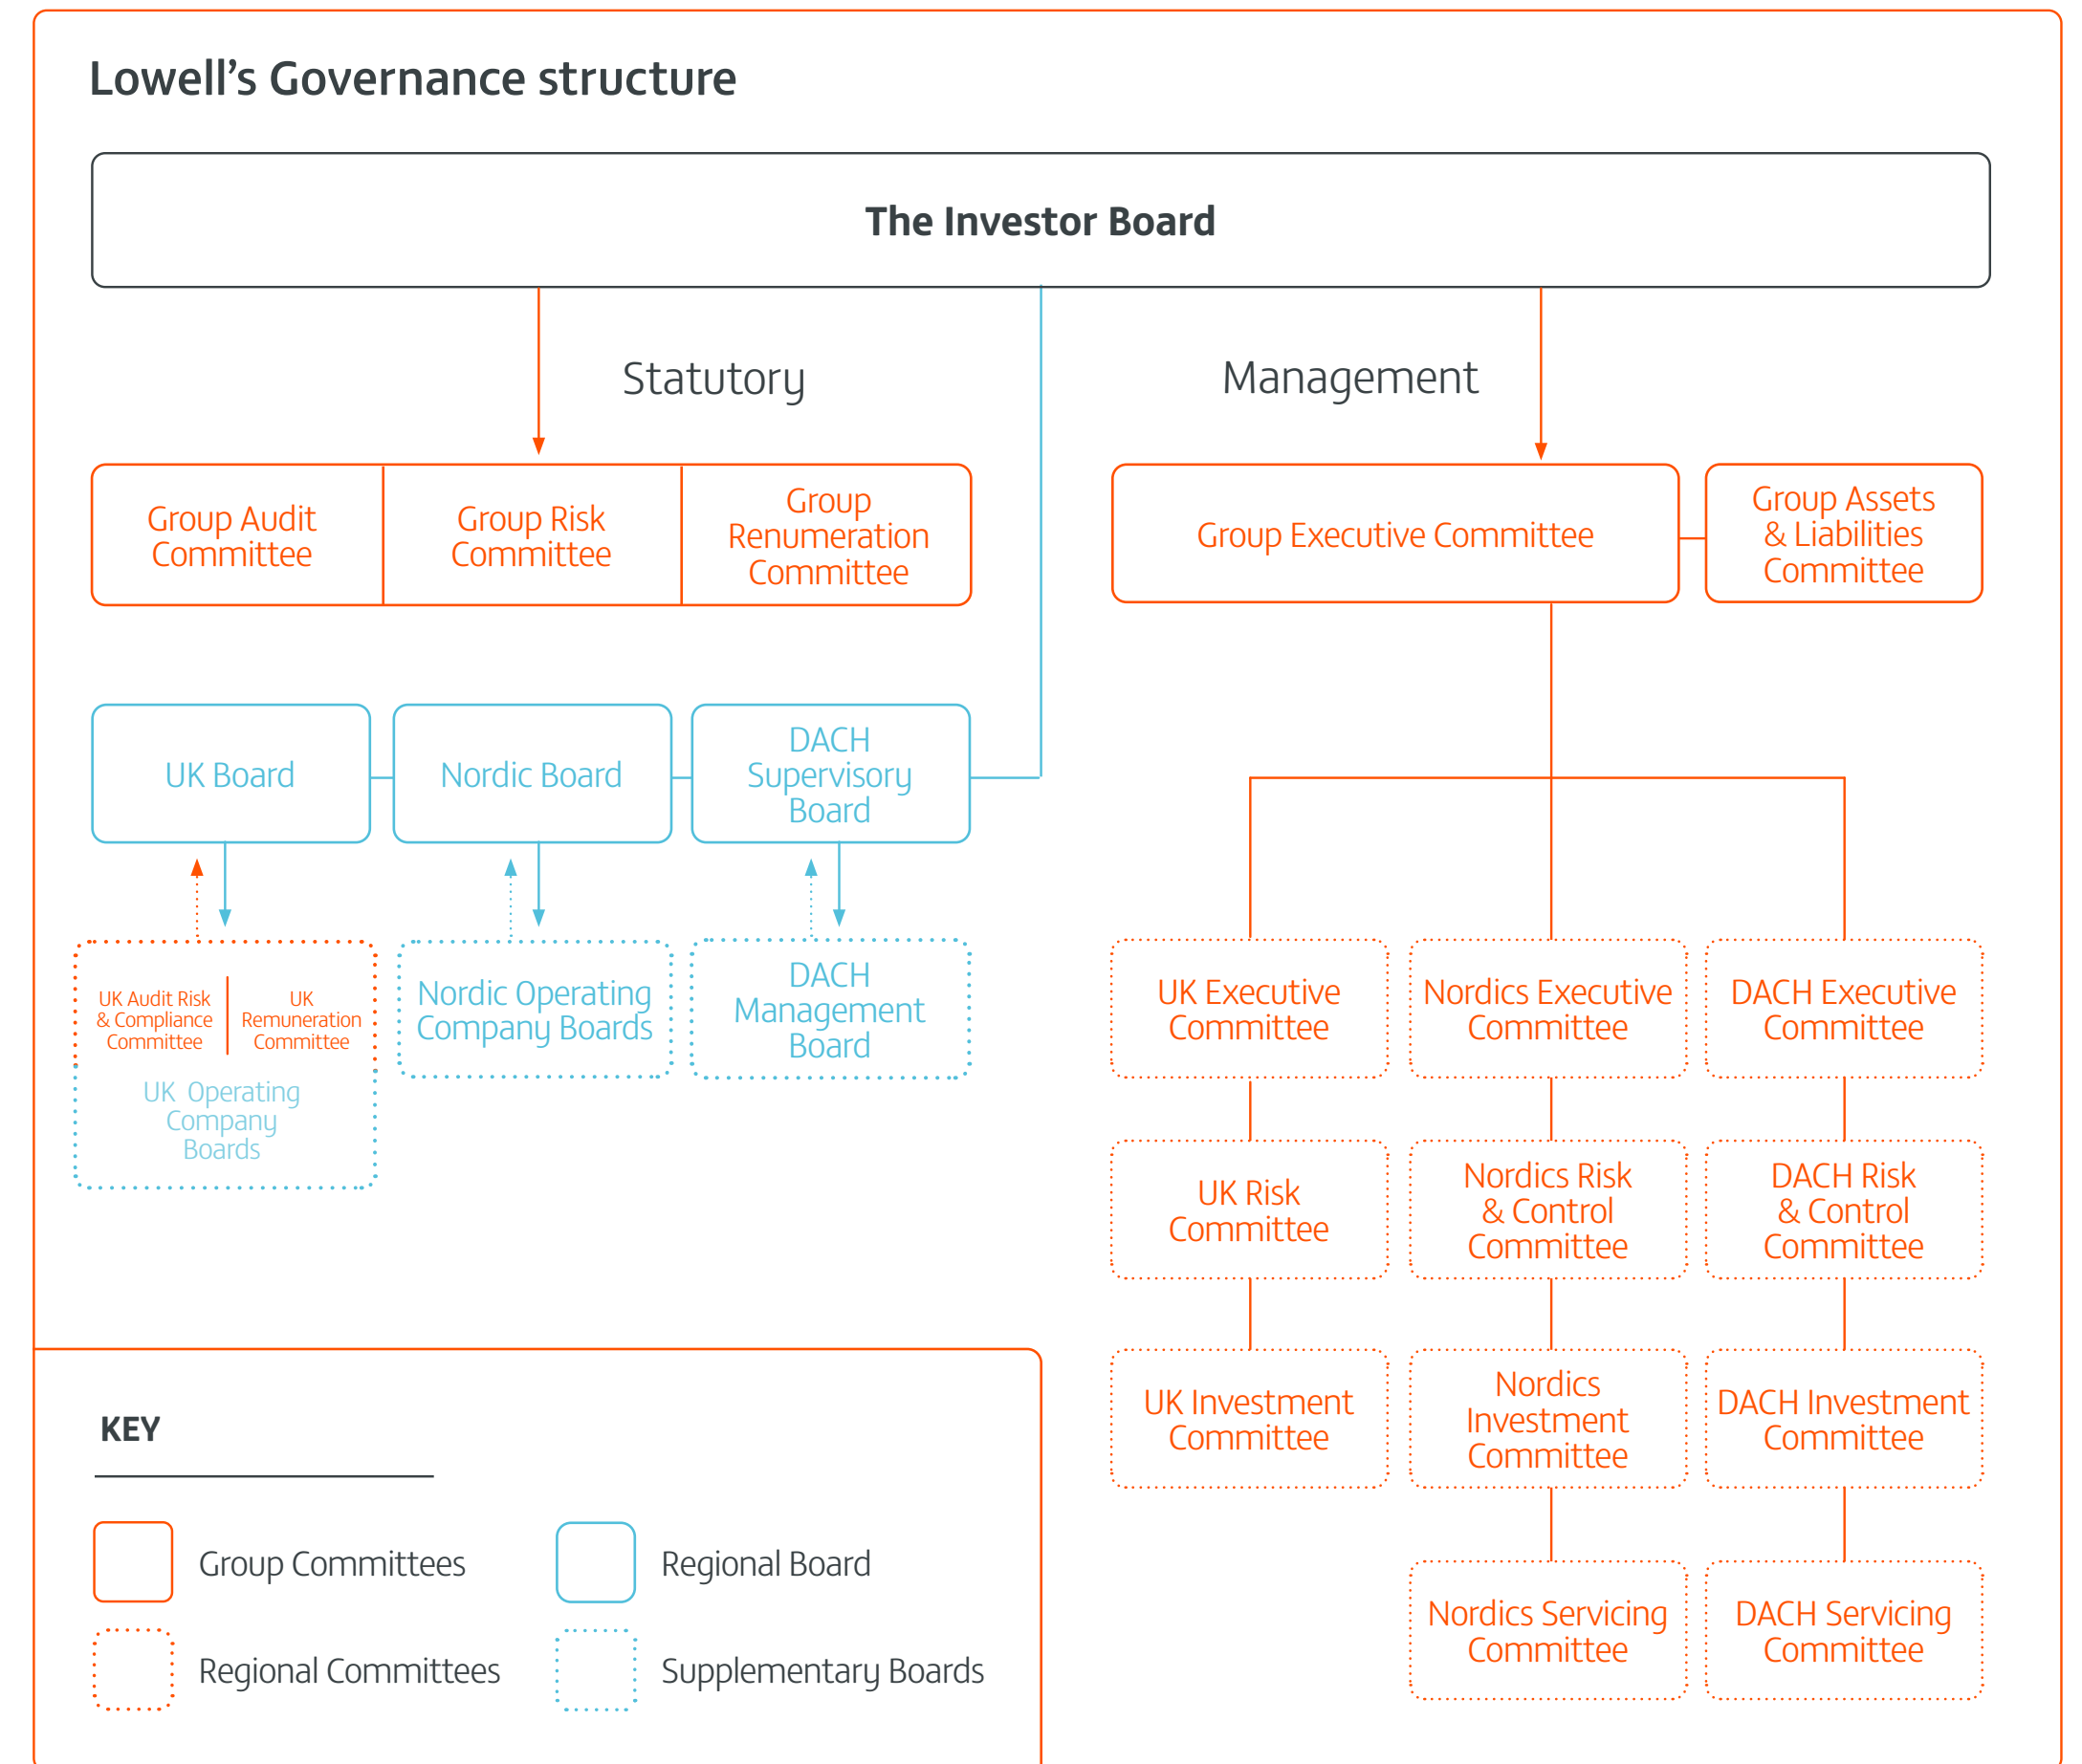 Lowell’s Governance structure
The Investor Board
Statutory
Management
Group Audit
Committee
Group Risk
Committee
Group
Renumeration
Committee
Group Executive Committee
Group Assets
& Liabilities
Committee
UK Board
Nordic Board
DACH
Supervisory
Board
UK Audit Risk
& Compliance
Committee
UK
Remuneration
Committee
UK Operating
Company
Boards
Nordic Operating
Company Boards
DACH
Management
Board
UK Executive
Committee
Nordics Executive
Committee
DACH Executive
Committee
UK Risk
Committee
Nordics Risk
& Control
Committee
DACH Risk
& Control
Committee
UK Investment
Committee
Nordics
Investment
Committee
DACH Investment
Committee
Nordics Servicing
Committee
DACH Servicing
Committee
KEY
Group Committees
Regional Board
Regional Committees
Supplementary Boards